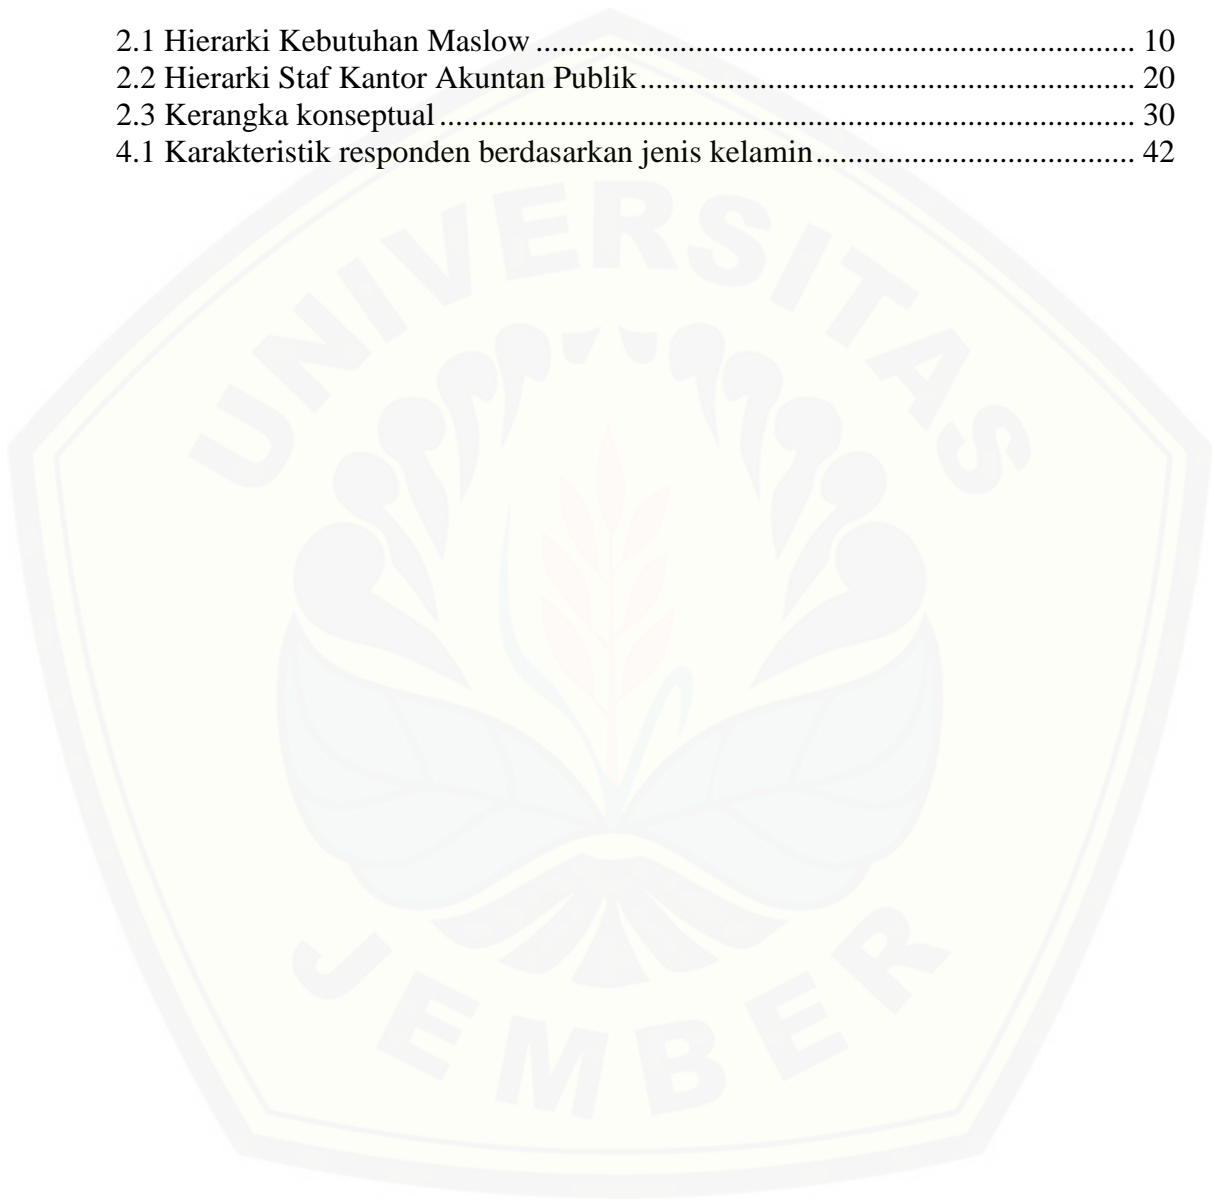 2.1 Hierarki Kebutuhan Maslow .......................................................................... 10
2.2 Hierarki Staf Kantor Akuntan Publik ............................................................. 20
2.3 Kerangka konseptual ...................................................................................... 30
4.1 Karakteristik responden berdasarkan jenis kelamin ....................................... 42
UNIVERSITAS
JEMBER